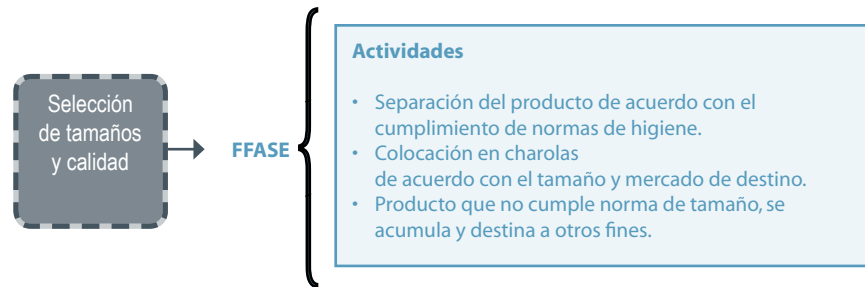 Selección
de tamaños
y calidad
FFASE
Actividades
• Separación del producto de acuerdo con el
cumplimiento de normas de higiene.
• Colocación en charolas
de acuerdo con el tamaño y mercado de destino.
• Producto que no cumple norma de tamaño, se
acumula y destina a otros fines.